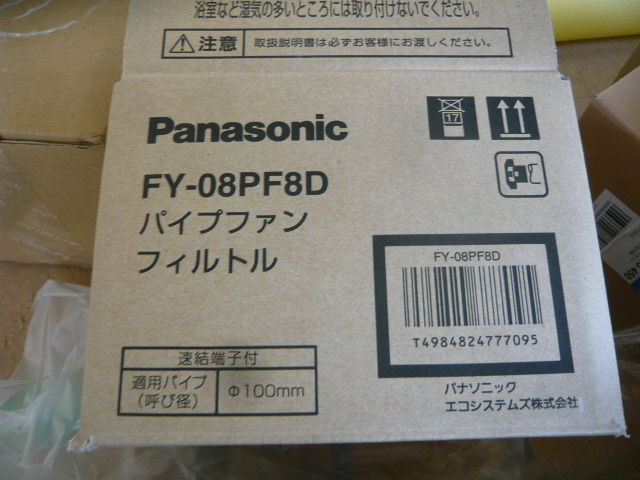 浴室など湿気の多いところには取り付けないでください。
注意 取扱説明書は必ずお客様にお渡しください。
Panasonic
17
FY-08PF8D
パイプファン
フィルトル
FY-08PF8D
T4984824777095
速結端子付
適用パイプ
(呼び径)
Φ100mm
パナソニック
エコシステムズ株式会社